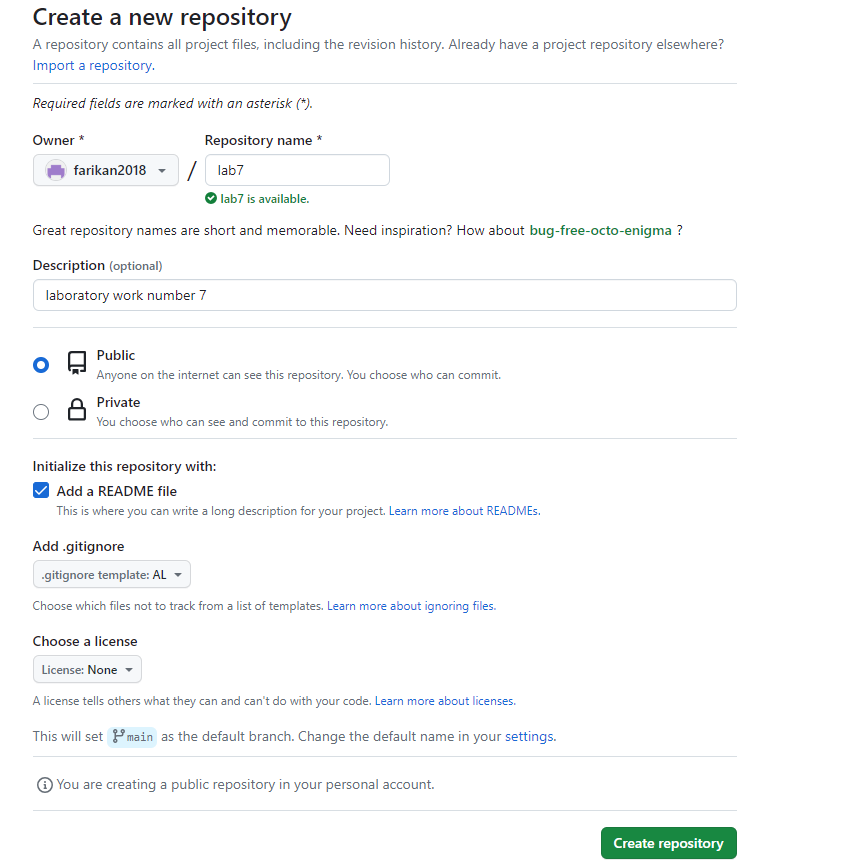 Create a new repository
A repository contains all project files, including the revision history. Already have a project repository elsewhere?
Import a repository.
Required fields are marked with an asterisk (*).
Owner * Repository name *
farikan2018 / lab7
lab7 is available.
Great repository names are short and memorable. Need inspiration? How about bug-free-octo-enigma ?
Description (optional)
laboratory work number 7
Public
Anyone on the internet can see this repository. You choose who can commit.
Private
You choose who can see and commit to this repository.
Initialize this repository with:
Add a README file
This is where you can write a long description for your project. Learn more about READMEs.
Add .gitignore
.gitignore template: AL
Choose which files not to track from a list of templates. Learn more about ignoring files.
Choose a license
License: None
A license tells others what they can and can't do with your code. Learn more about licenses.
This will set main as the default branch. Change the default name in your settings.
You are creating a public repository in your personal account.
Create repository